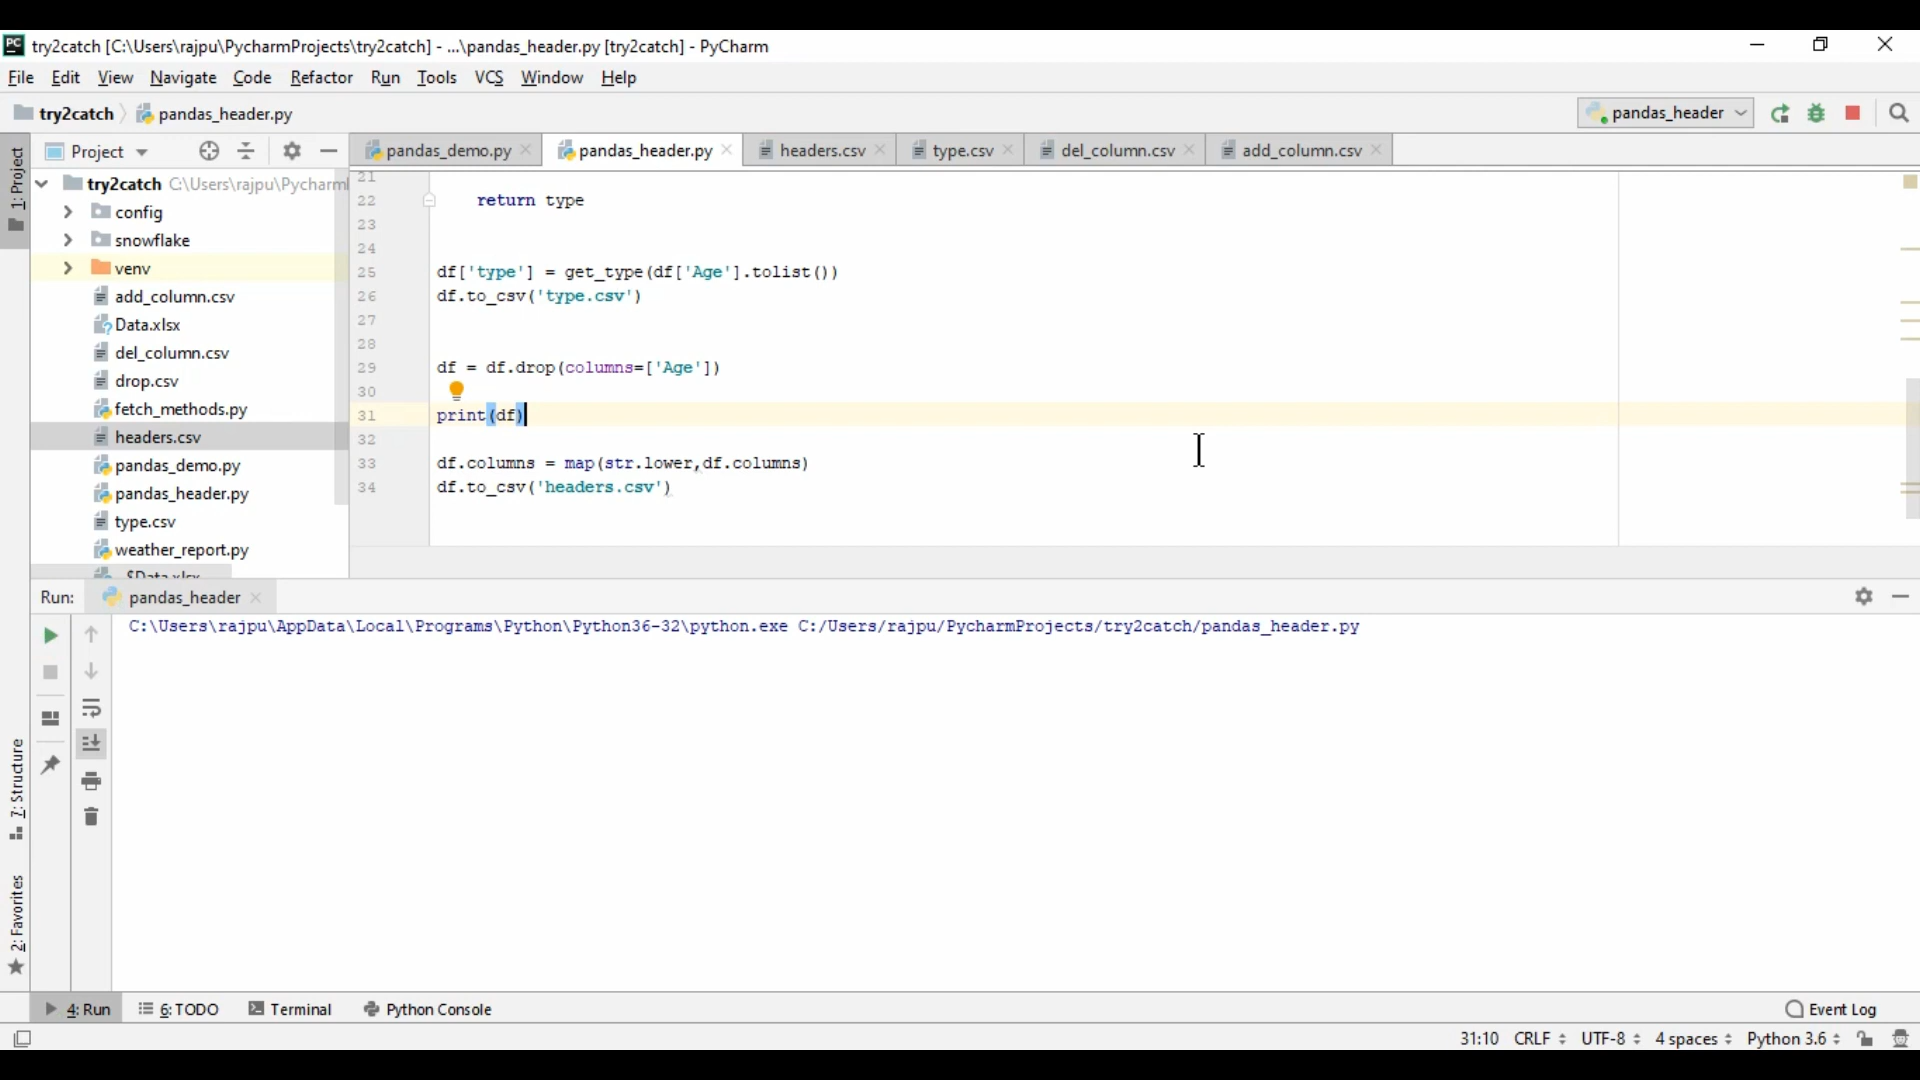 try2catch [C:\Users\rajpu\PycharmProjects\try2catch] - ...\pandas_header.py [try2catch] - PyCharm
File Edit View Navigate Code Refactor Run Tools VCS Window Help
try2catch pandas_header.py pandas_header
1: Project Project pandas_demo.py pandas_header.py headers.csv type.csv del_column.csv add_column.csv
try2catch C:\Users\rajpu\Pycharml
config
snowflake
venv
add_column.csv
Data.xlsx
del_column.csv
drop.csv
fetch_methods.py
headers.csv
pandas_demo.py
pandas_header.py
type.csv
weather_report.py
21
22 return type
23
24
25 df['type'] = get_type(df['Age'].tolist())
26 df.to_csv('type.csv')
27
28
29 df = df.drop(columns=['Age'])
30
31 print(df)
32
33 df.columns = map(str.lower,df.columns)
34 df.to_csv('headers.csv')
Run: pandas_header
C:\Users\rajpu\AppData\Local\Programs\Python\Python36-32\python.exe C:/Users/rajpu/PycharmProjects/try2catch/pandas_header.py
7: Structure
2: Favorites
4: Run 6: TODO Terminal Python Console Event Log
31:10 CRLF UTF-8 4 spaces Python 3.6